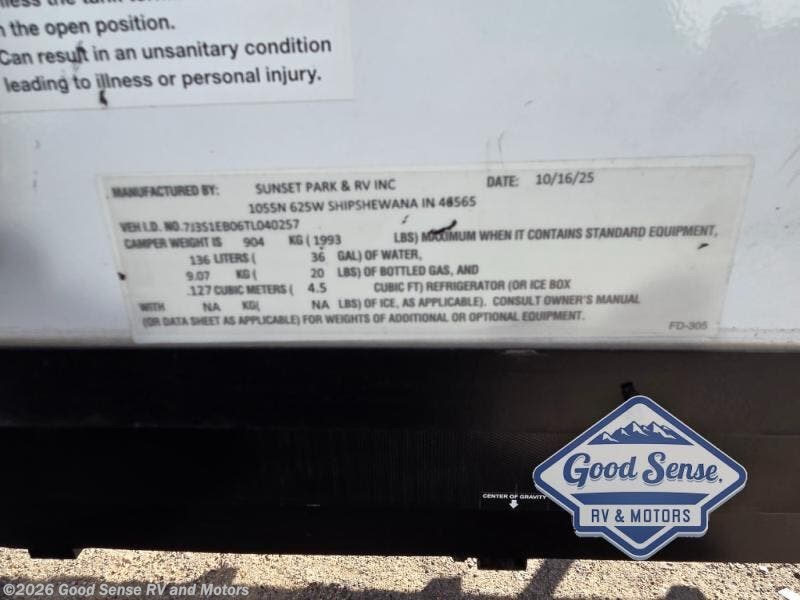 the open position.
Can result in an unsanitary condition
leading to illness or personal injury.
MANUFACTURED BY: SUNSET PARK & RV INC DATE: 10/16/25
1055N 625W SHIPSHEWANA IN 46565
VEH I.D. NO. 7J3S1EB06TL040257
CAMPER WEIGHT IS 904 KG ( 1993 LBS) MAXIMUM WHEN IT CONTAINS STANDARD EQUIPMENT,
136 LITERS ( 36 GAL) OF WATER,
9.07 KG ( 20 LBS) OF BOTTLED GAS, AND
.127 CUBIC METERS ( 4.5 CUBIC FT) REFRIGERATOR (OR ICE BOX
WITH NA KG( NA LBS) OF ICE, AS APPLICABLE). CONSULT OWNER'S MANUAL
(OR DATA SHEET AS APPLICABLE) FOR WEIGHTS OF ADDITIONAL OR OPTIONAL EQUIPMENT.
FD-305
CENTER OF GRAVITY
Good Sense
RV & MOTORS
©2026 Good Sense RV and Motors